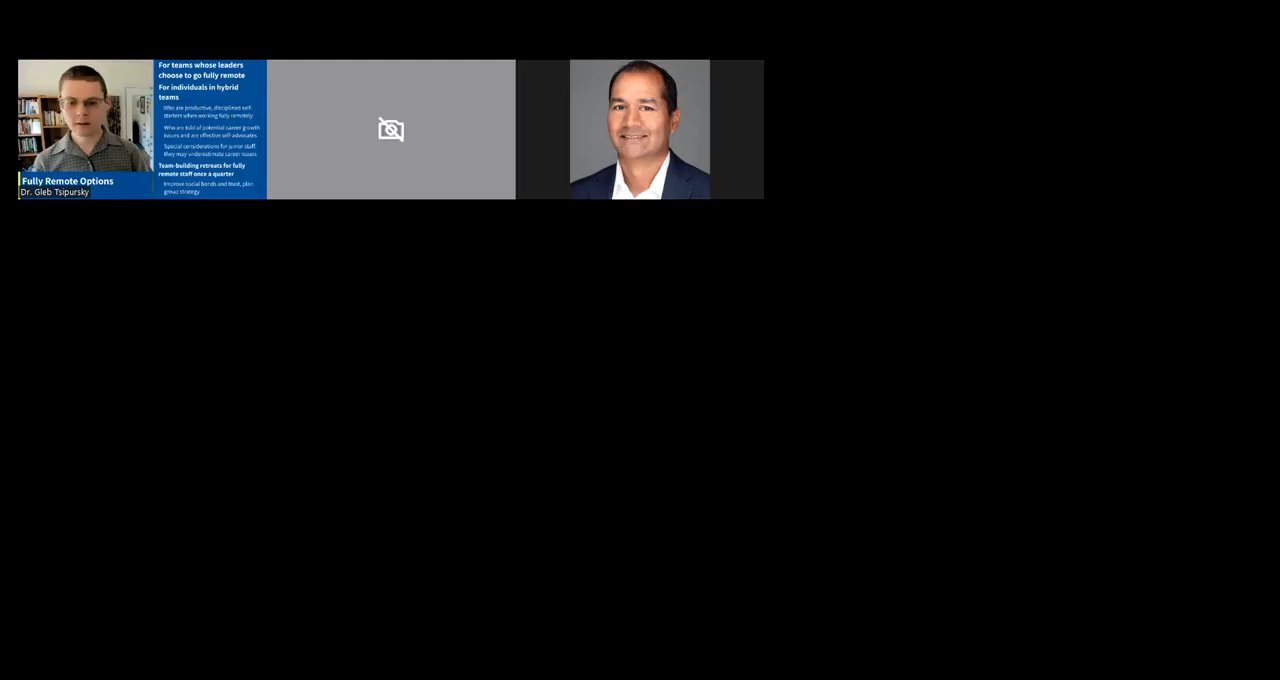 For teams whose leaders
choose to go fully remote
For individuals in hybrid
teams
Who are productive, disciplined self-
starters when working fully remotely
Who are told of potential career growth
issues and are effective self-advocates
Special considerations for junior staff:
they may underestimate career issues
Team-building retreats for fully
remote staff once a quarter
Improve social bonds and trust, plan
group strategy
Fully Remote Options
Dr. Gleb Tsipursky